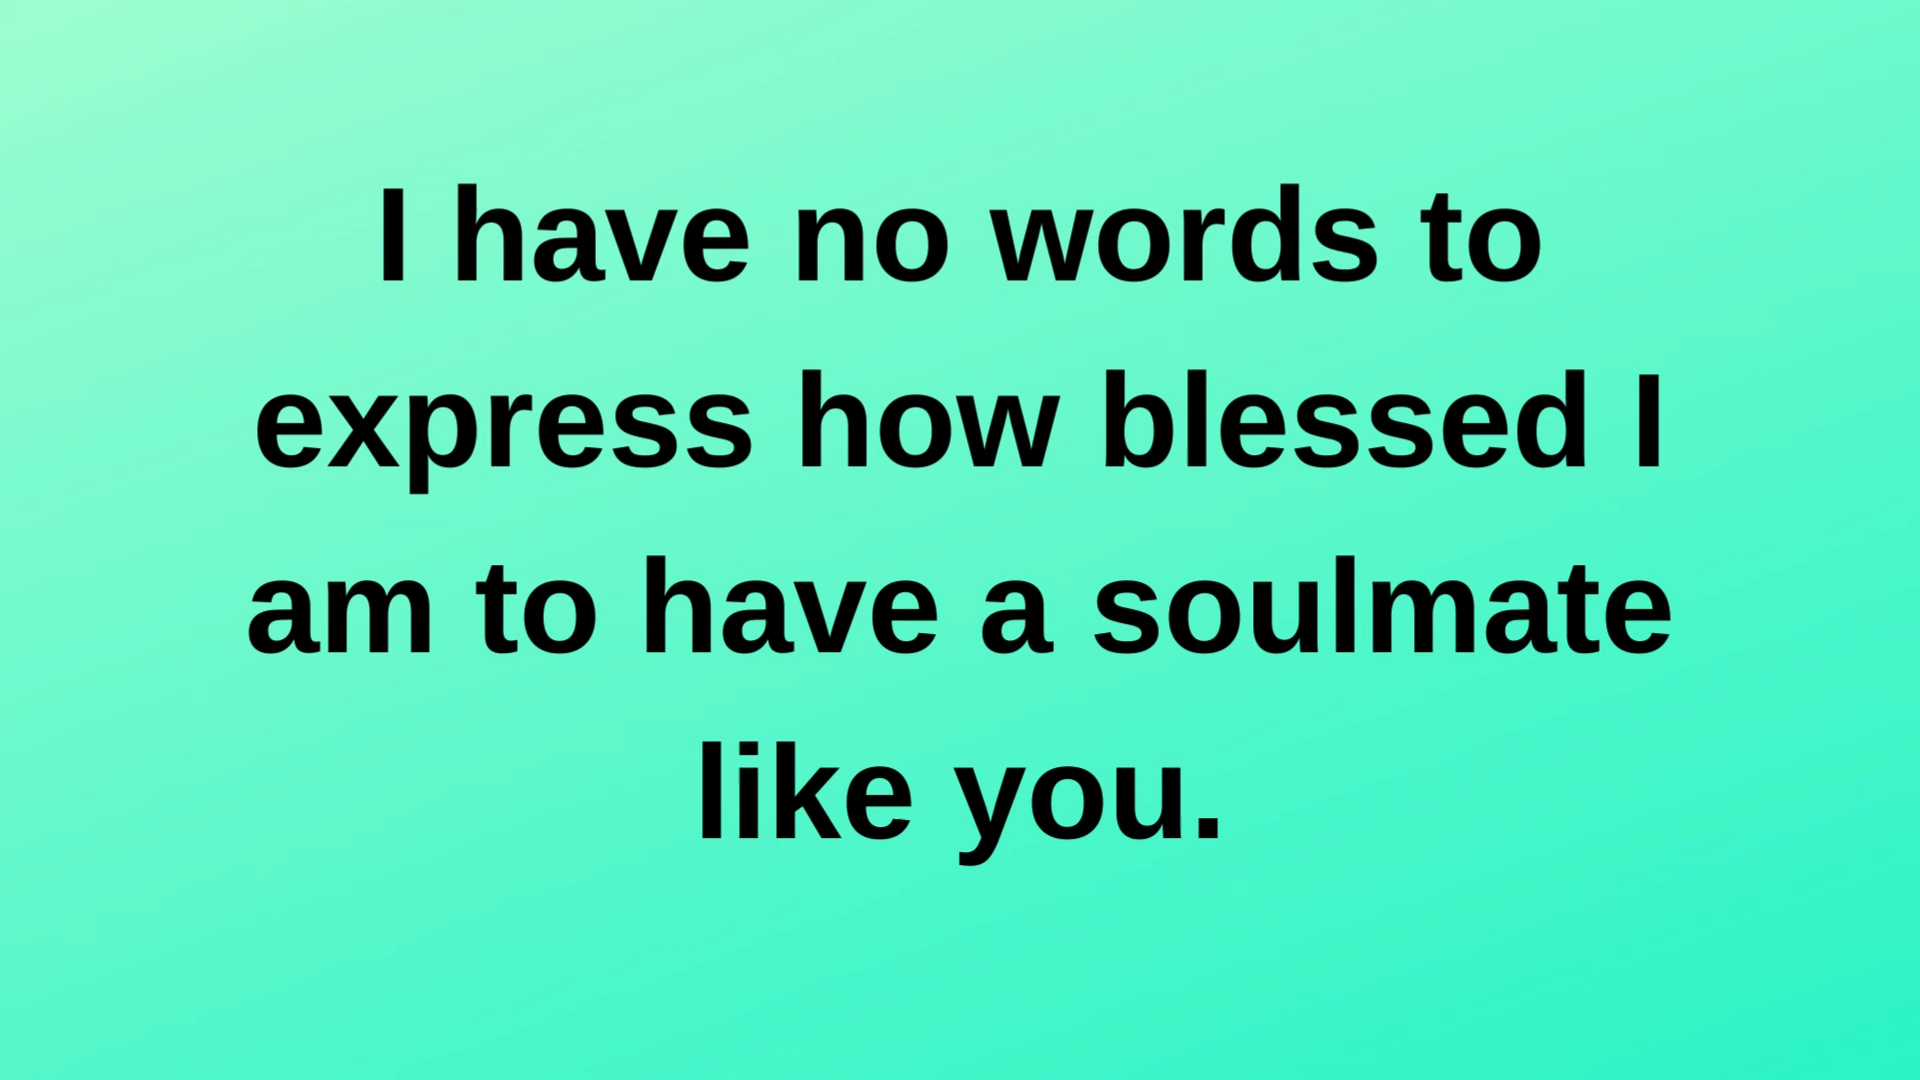 I have no words to
express how blessed I
am to have a soulmate
like you.